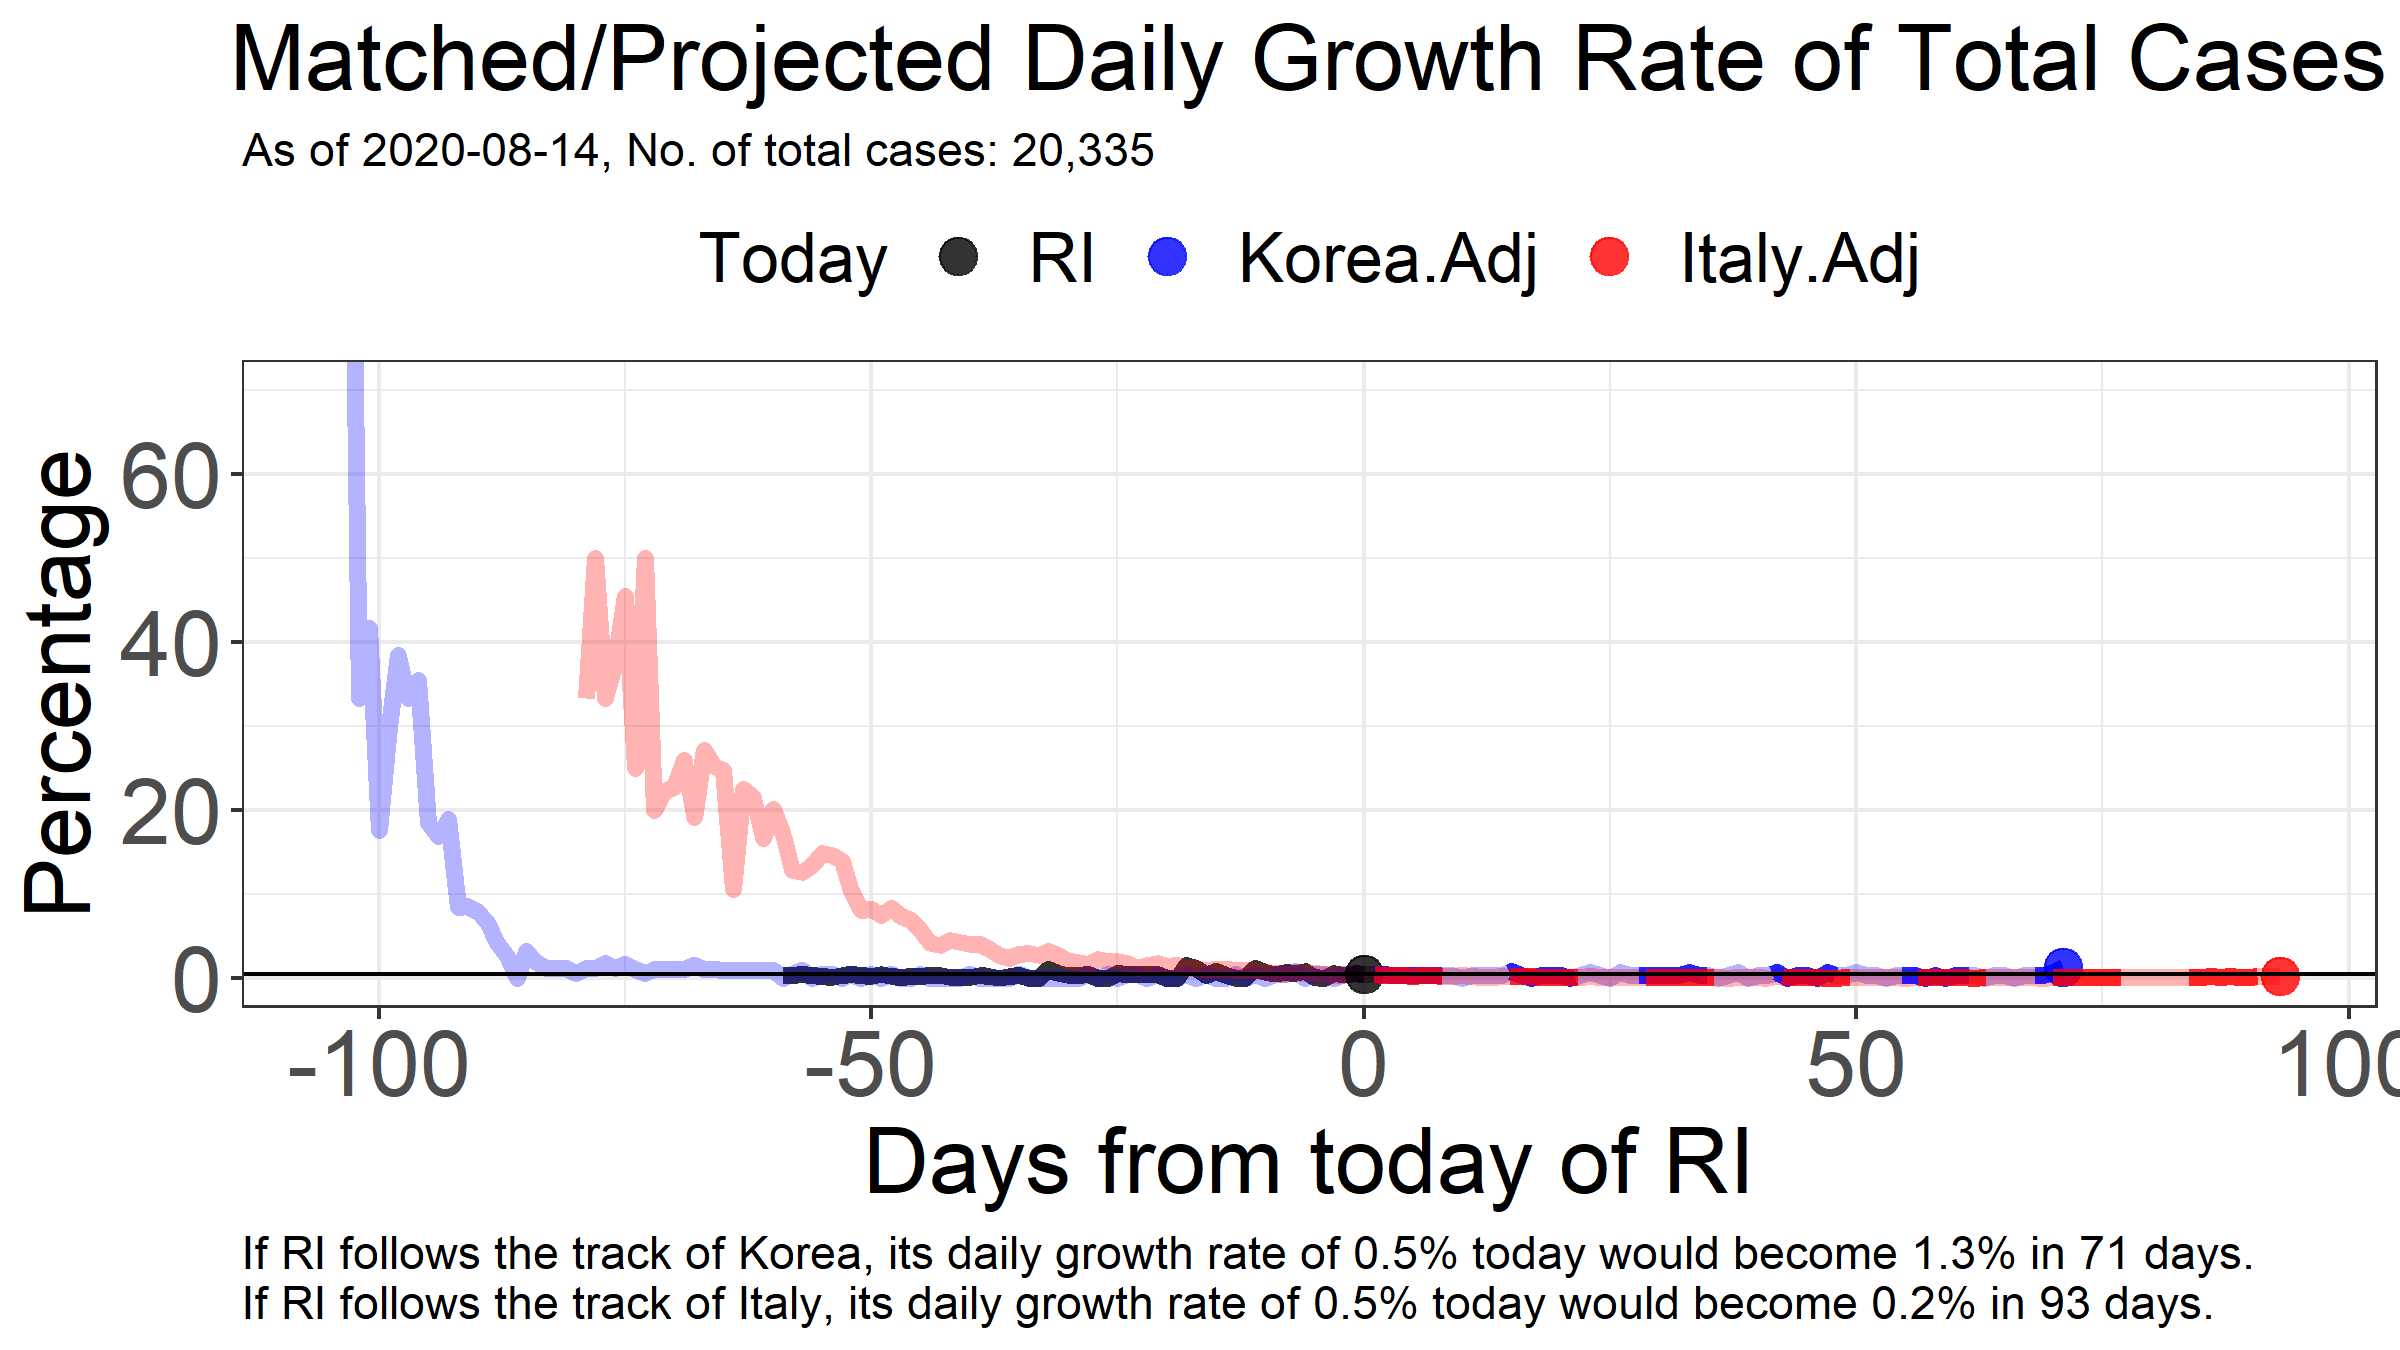 Matched/Projected Daily Growth Rate of Total Cases
As of 2020-08-14, No. of total cases: 20,335
Today RI Korea.Adj Italy.Adj
Percentage
60
40
20
0
-100 -50 0 50 100
Days from today of RI
If RI follows the track of Korea, its daily growth rate of 0.5% today would become 1.3% in 71 days.
If RI follows the track of Italy, its daily growth rate of 0.5% today would become 0.2% in 93 days.